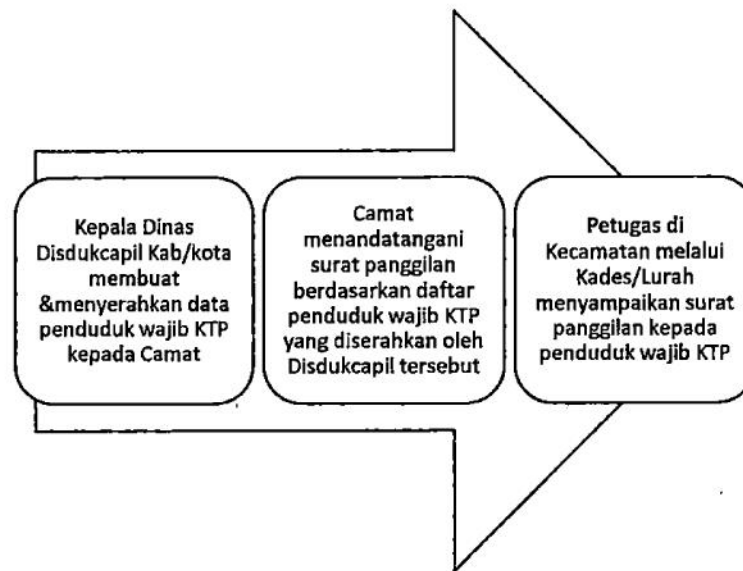 Kepala Dinas
Disdukcapil Kab/kota
membuat
&menyerahkan data
penduduk wajib KTP
kepada Camat
Camat
menandatangani
surat panggilan
berdasarkan daftar
penduduk wajib KTP
yang diserahkan oleh
Disdukcapil tersebut
Petugas di
Kecamatan melalui
Kades/Lurah
menyampaikan surat
panggilan kepada
penduduk wajib KTP